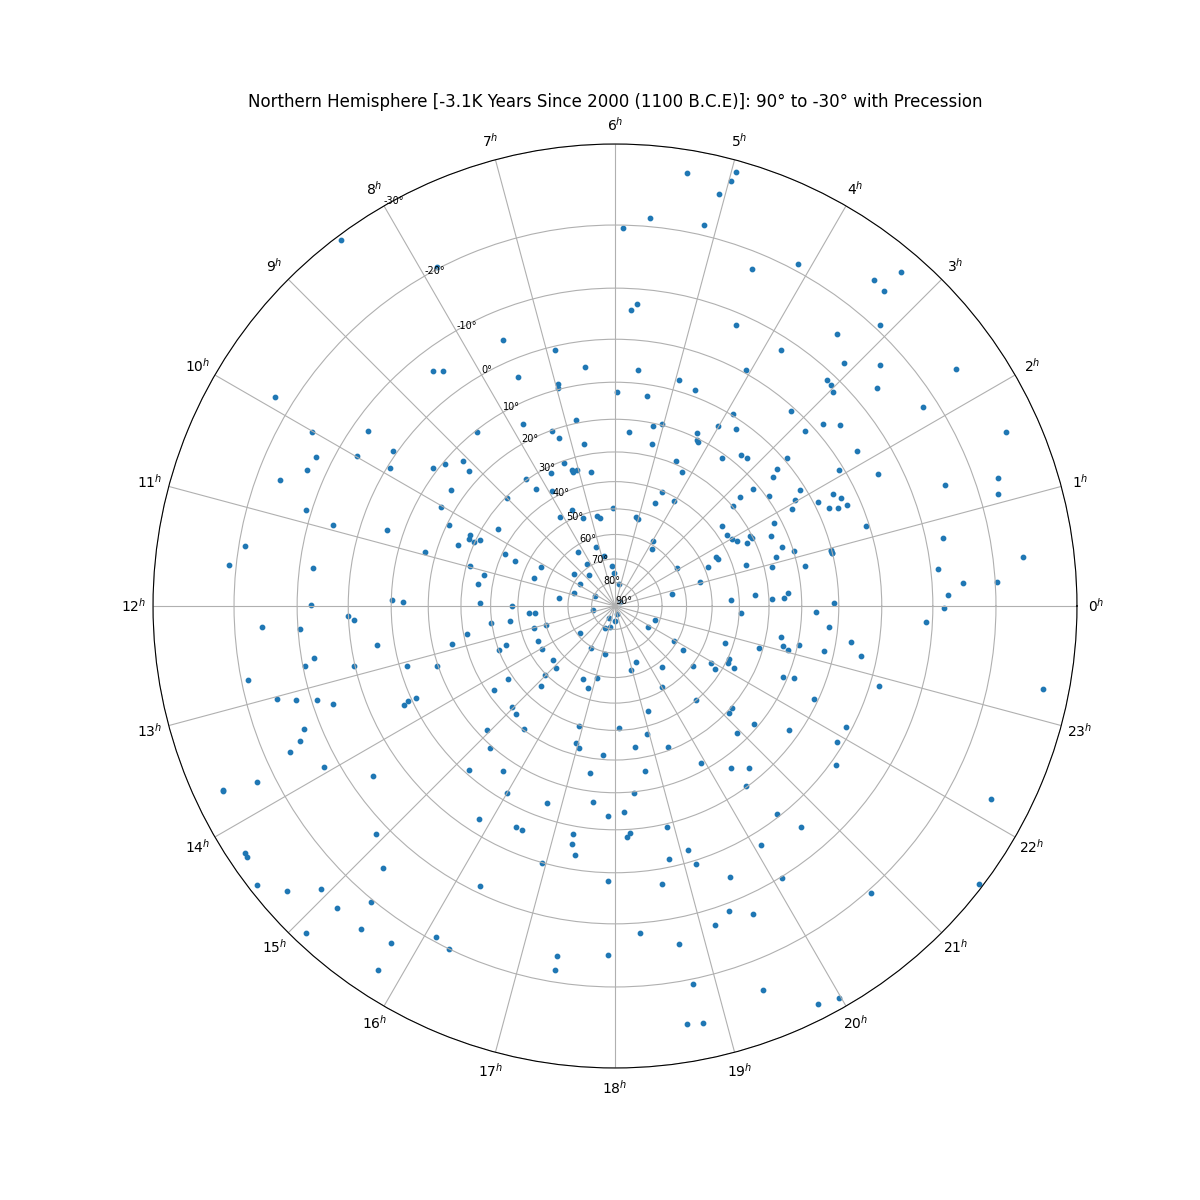 Northern Hemisphere [-3.1K Years Since 2000 (1100 B.C.E)]: 90° to -30° with Precession
6ʰ
7ʰ
5ʰ
8ʰ
4ʰ
-30°
9ʰ
3ʰ
-20°
-10°
10ʰ
2ʰ
0°
10°
20°
30°
11ʰ
1ʰ
40°
50°
60°
70°
80°
90°
12ʰ
0ʰ
13ʰ
23ʰ
14ʰ
22ʰ
15ʰ
21ʰ
16ʰ
20ʰ
17ʰ
19ʰ
18ʰ